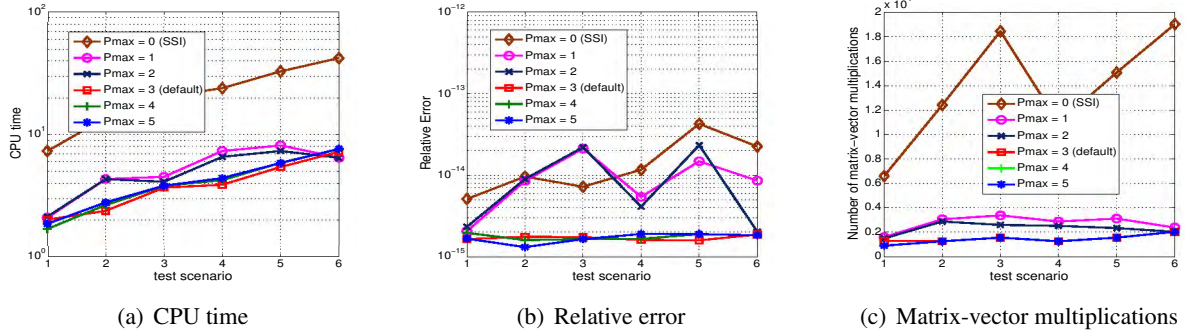 10^2
10^1
10^0
CPU time
Pmax = 0 (SSI)
Pmax = 1
Pmax = 2
Pmax = 3 (default)
Pmax = 4
Pmax = 5
1 2 3 4 5 6
test scenario
(a) CPU time
10^-12
10^-13
10^-14
10^-15
Relative Error
Pmax = 0 (SSI)
Pmax = 1
Pmax = 2
Pmax = 3 (default)
Pmax = 4
Pmax = 5
1 2 3 4 5 6
test scenario
(b) Relative error
2
1.8
1.6
1.4
1.2
1
0.8
0.6
0.4
0.2
0
Number of matrix-vector multiplications
Pmax = 0 (SSI)
Pmax = 1
Pmax = 2
Pmax = 3 (default)
Pmax = 4
Pmax = 5
1 2 3 4 5 6
test scenario
(c) Matrix-vector multiplications